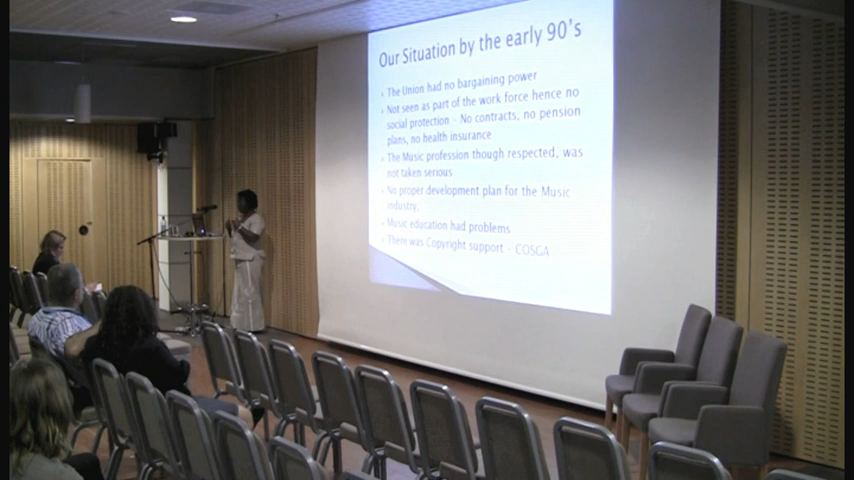 Our Situation by the early 90's
The Union had no bargaining power
Not seen as part of the work force hence no
social protection - No contracts, no pension
plans, no health insurance
The Music profession though respected, was
not taken serious
No proper development plan for the Music
industry.
Music education had problems
There was Copyright support - COSGA